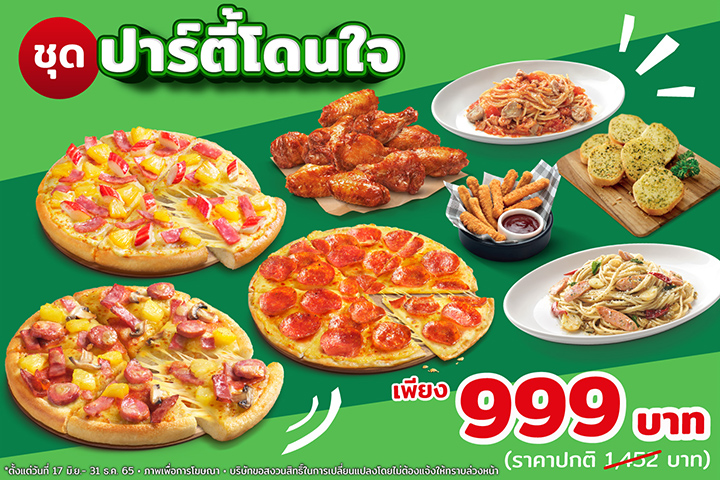 ชุด ปาร์ตี้โดนใจ
เพียง 999 บาท
(ราคาปกติ 1,452 บาท)
*ตั้งแต่วันที่ 17 มิ.ย.- 31 ธ.ค. 65 • ภาพเพื่อการโฆษณา • บริษัทขอสงวนสิทธิ์ในการเปลี่ยนแปลงโดยไม่ต้องแจ้งให้ทราบล่วงหน้า